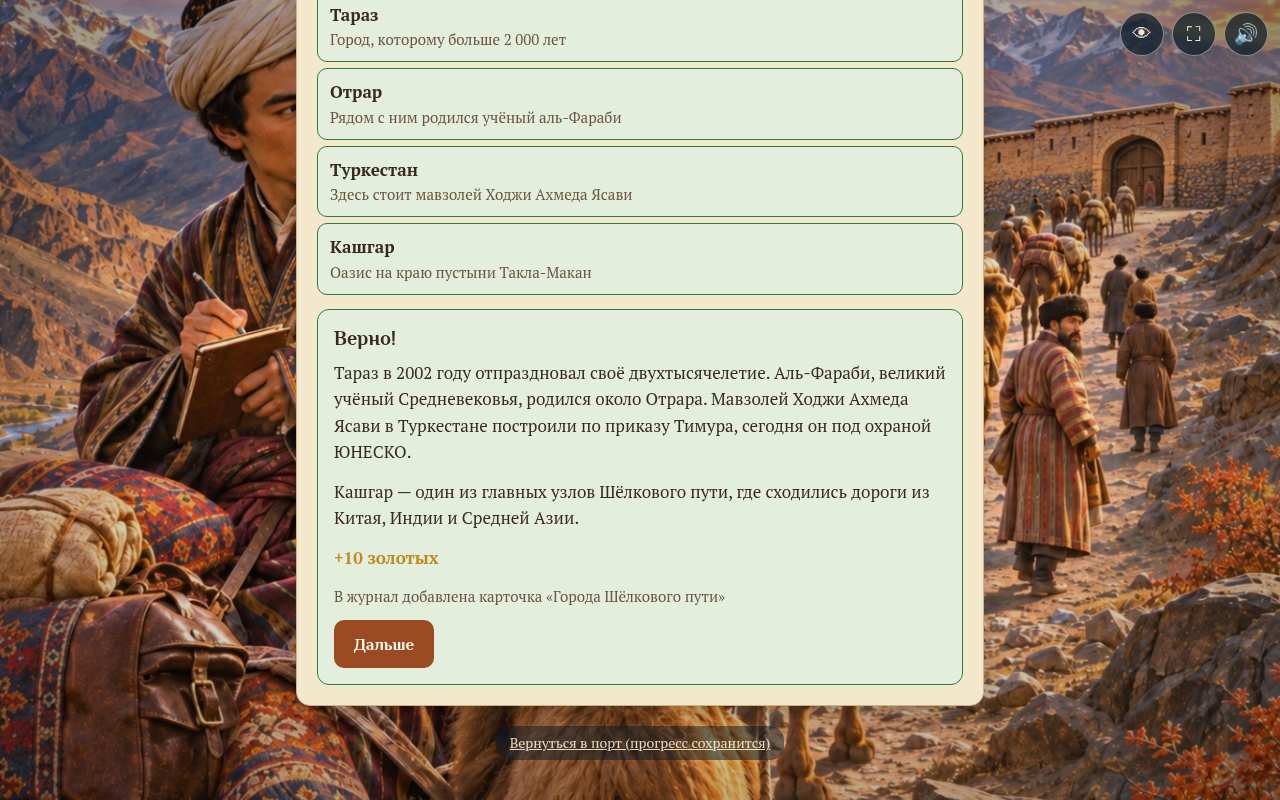 Тараз
Город, которому больше 2 000 лет
Отрар
Рядом с ним родился учёный аль-Фараби
Туркестан
Здесь стоит мавзолей Ходжи Ахмеда Ясави
Кашгар
Оазис на краю пустыни Такла-Макан
Верно!
Тараз в 2002 году отпраздновал своё двухтысячелетие. Аль-Фараби, великий
учёный Средневековья, родился около Отрара. Мавзолей Ходжи Ахмеда
Ясави в Туркестане построили по приказу Тимура, сегодня он под охраной
ЮНЕСКО.
Кашгар — один из главных узлов Шёлкового пути, где сходились дороги из
Китая, Индии и Средней Азии.
+10 золотых
В журнал добавлена карточка «Города Шёлкового пути»
Дальше
Вернуться в порт (прогресс сохранится)